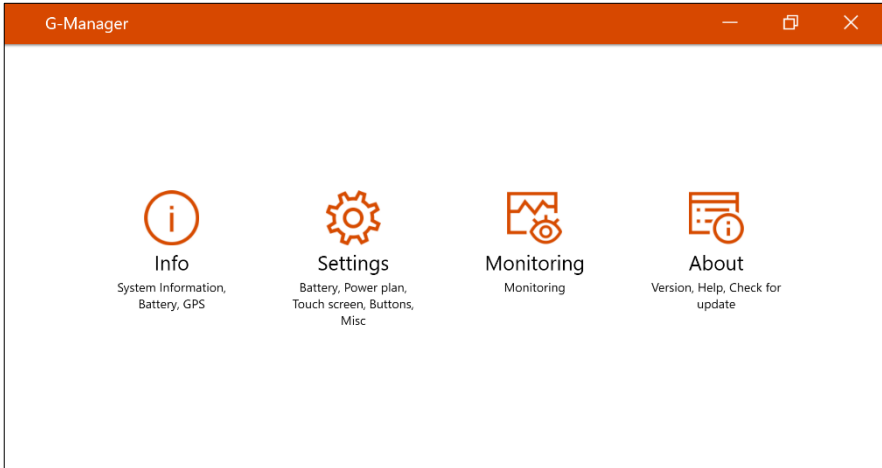 G-Manager
Info
System Information,
Battery, GPS
Settings
Battery, Power plan,
Touch screen, Buttons,
Misc
Monitoring
Monitoring
About
Version, Help, Check for
update